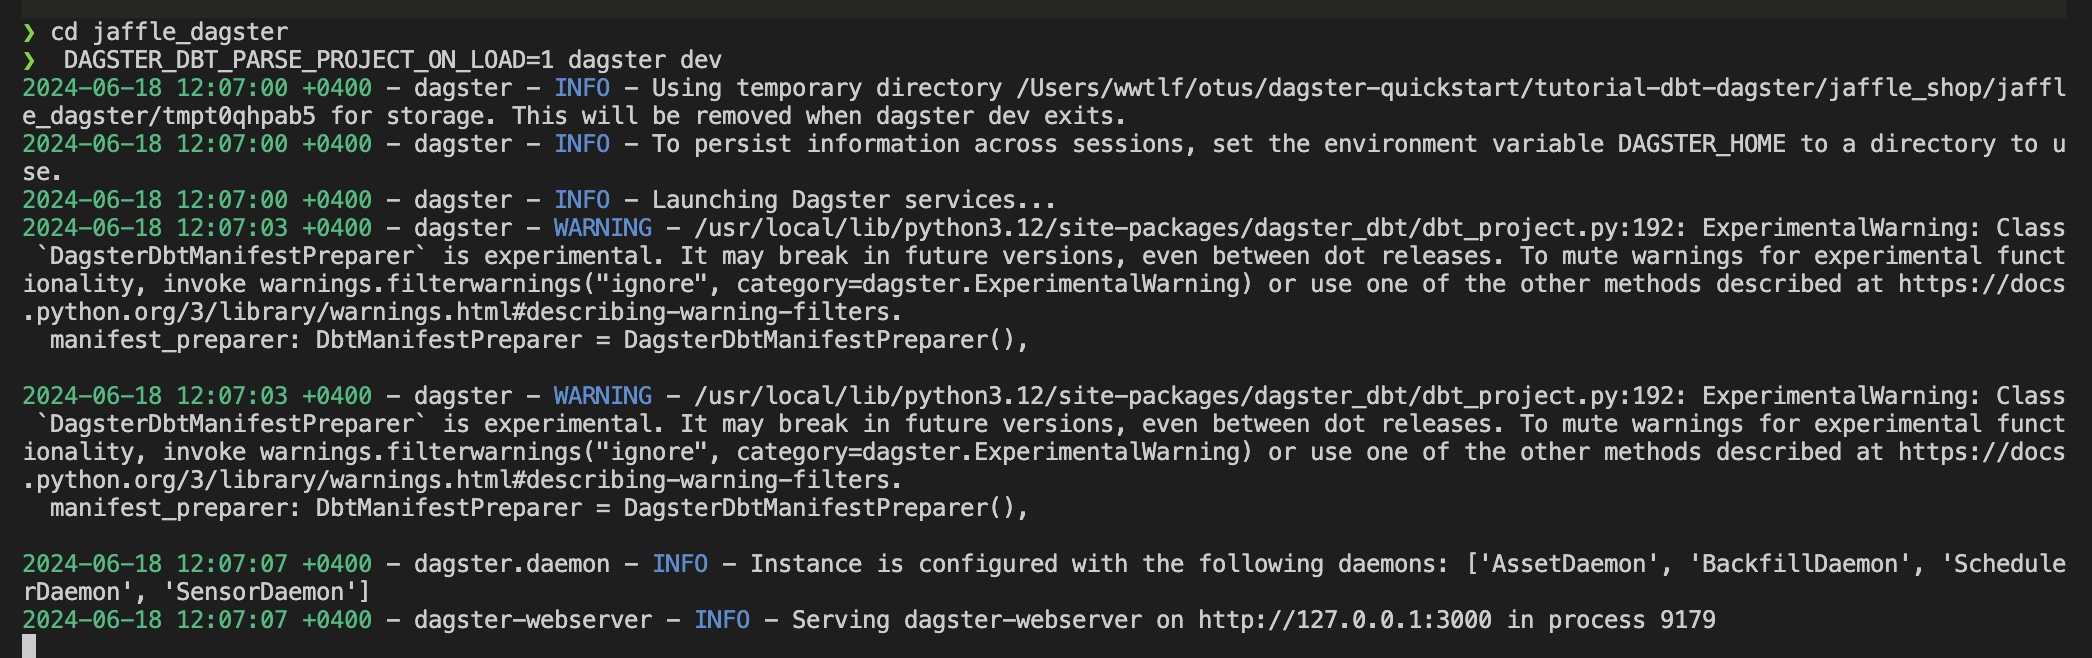 ❯ cd jaffle_dagster
❯  DAGSTER_DBT_PARSE_PROJECT_ON_LOAD=1 dagster dev
2024-06-18 12:07:00 +0400 - dagster - INFO - Using temporary directory /Users/wwtlf/otus/dagster-quickstart/tutorial-dbt-dagster/jaffle_shop/jaffl
e_dagster/tmpt0qhpab5 for storage. This will be removed when dagster dev exits.
2024-06-18 12:07:00 +0400 - dagster - INFO - To persist information across sessions, set the environment variable DAGSTER_HOME to a directory to u
se.
2024-06-18 12:07:00 +0400 - dagster - INFO - Launching Dagster services...
2024-06-18 12:07:03 +0400 - dagster - WARNING - /usr/local/lib/python3.12/site-packages/dagster_dbt/dbt_project.py:192: ExperimentalWarning: Class
 `DagsterDbtManifestPreparer` is experimental. It may break in future versions, even between dot releases. To mute warnings for experimental funct
ionality, invoke warnings.filterwarnings("ignore", category=dagster.ExperimentalWarning) or use one of the other methods described at https://docs
.python.org/3/library/warnings.html#describing-warning-filters.
  manifest_preparer: DbtManifestPreparer = DagsterDbtManifestPreparer(),

2024-06-18 12:07:03 +0400 - dagster - WARNING - /usr/local/lib/python3.12/site-packages/dagster_dbt/dbt_project.py:192: ExperimentalWarning: Class
 `DagsterDbtManifestPreparer` is experimental. It may break in future versions, even between dot releases. To mute warnings for experimental funct
ionality, invoke warnings.filterwarnings("ignore", category=dagster.ExperimentalWarning) or use one of the other methods described at https://docs
.python.org/3/library/warnings.html#describing-warning-filters.
  manifest_preparer: DbtManifestPreparer = DagsterDbtManifestPreparer(),

2024-06-18 12:07:07 +0400 - dagster.daemon - INFO - Instance is configured with the following daemons: ['AssetDaemon', 'BackfillDaemon', 'Schedule
rDaemon', 'SensorDaemon']
2024-06-18 12:07:07 +0400 - dagster-webserver - INFO - Serving dagster-webserver on http://127.0.0.1:3000 in process 9179